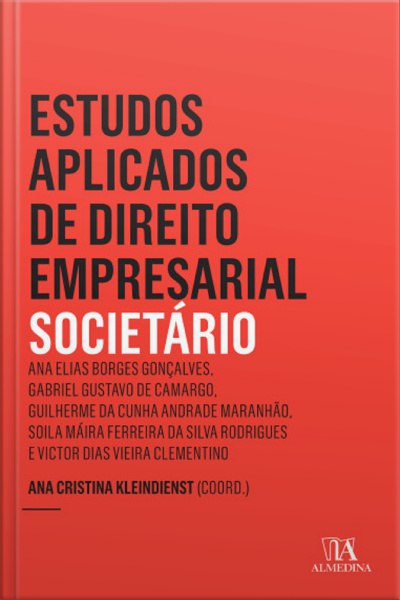 ESTUDOS
APLICADOS
DE DIREITO
EMPRESARIAL
SOCIETÁRIO
ANA ELIAS BORGES GONÇALVES,
GABRIEL GUSTAVO DE CAMARGO,
GUILHERME DA CUNHA ANDRADE MARANHÃO,
SOILA MÁIRA FERREIRA DA SILVA RODRIGUES
E VICTOR DIAS VIEIRA CLEMENTINO
ANA CRISTINA KLEINDIENST (COORD.)
ALMEDINA